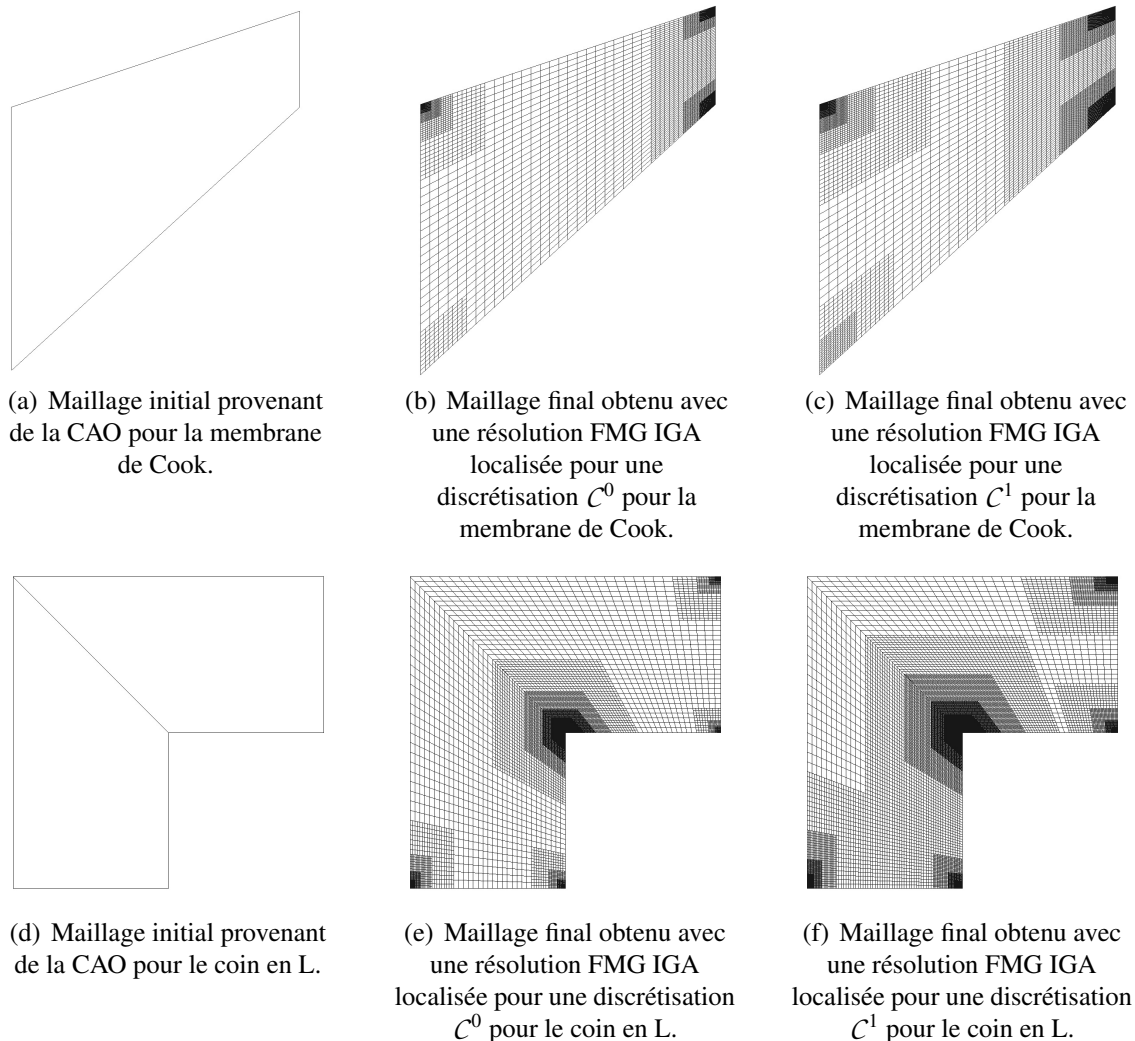 (a) Maillage initial provenant
de la CAO pour la membrane
de Cook.
(b) Maillage final obtenu avec
une résolution FMG IGA
localisée pour une
discrétisation C⁰ pour la
membrane de Cook.
(c) Maillage final obtenu avec
une résolution FMG IGA
localisée pour une
discrétisation C¹ pour la
membrane de Cook.
(d) Maillage initial provenant
de la CAO pour le coin en L.
(e) Maillage final obtenu avec
une résolution FMG IGA
localisée pour une discrétisation
C⁰ pour le coin en L.
(f) Maillage final obtenu avec
une résolution FMG IGA
localisée pour une discrétisation
C¹ pour le coin en L.